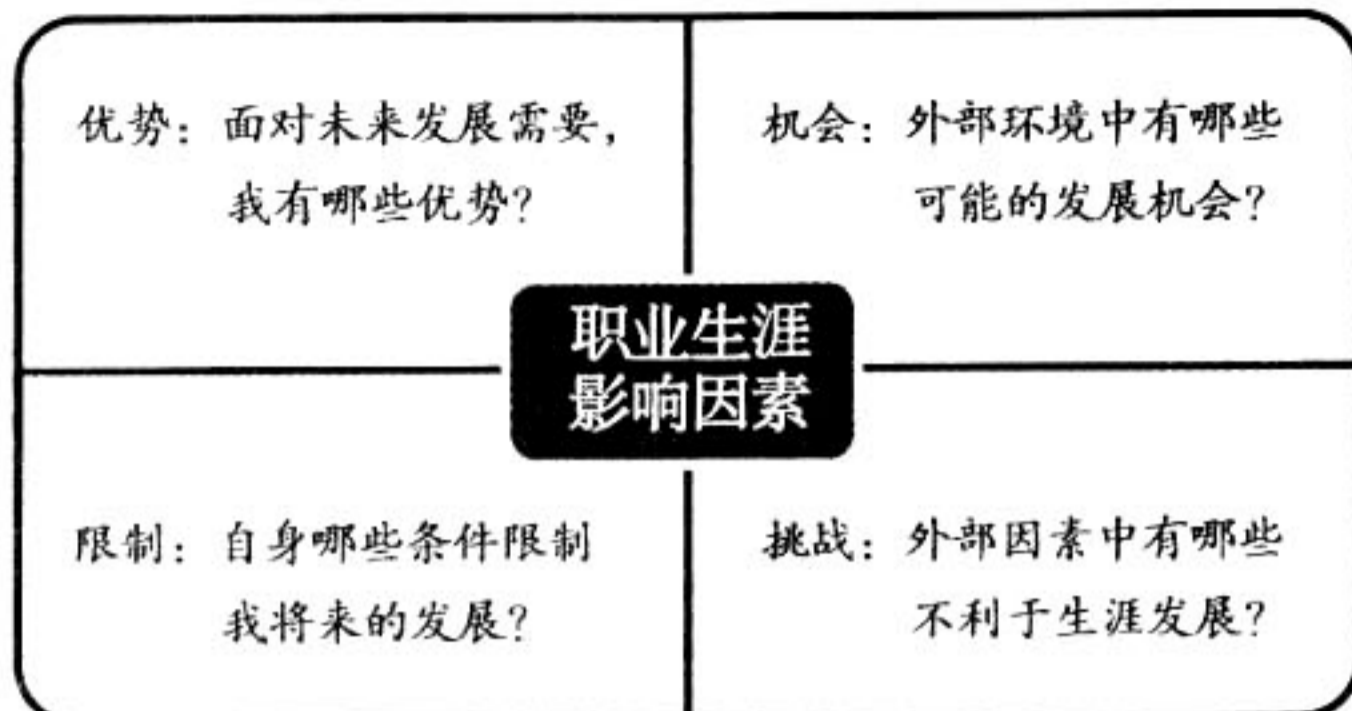 优势：面对未来发展需要，
我有哪些优势？
机会：外部环境中有哪些
可能的发展机会？
职业生涯
影响因素
限制：自身哪些条件限制
我将来的发展？
挑战：外部因素中有哪些
不利于生涯发展？